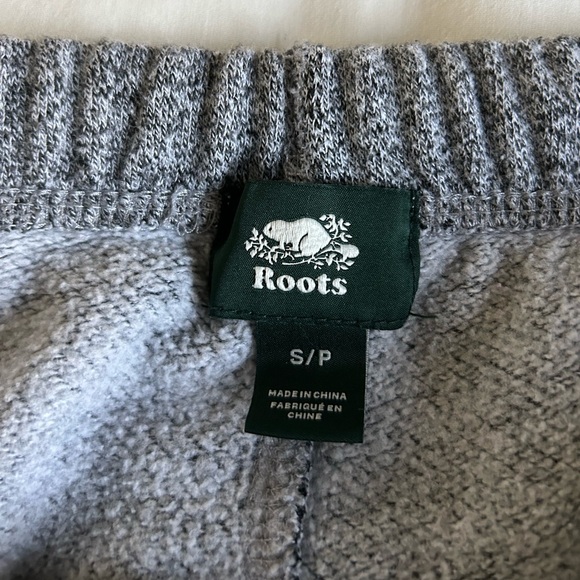 Roots
S/P
MADE IN CHINA
FABRIQUÉ EN
CHINE